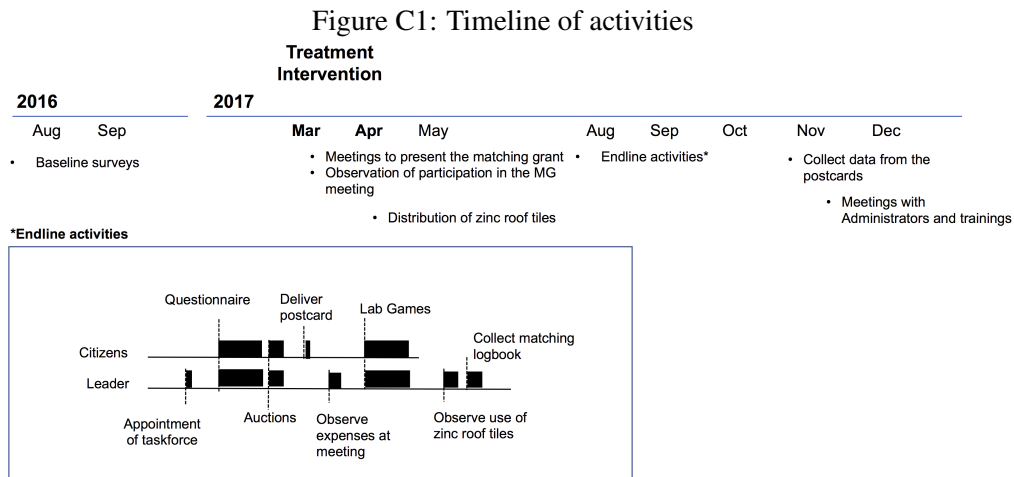 Figure C1: Timeline of activities
Treatment
Intervention
2016
2017
Aug
Sep
Mar
Apr
May
Aug
Sep
Oct
Nov
Dec
• Baseline surveys
• Meetings to present the matching grant
• Observation of participation in the MG
meeting
• Distribution of zinc roof tiles
• Endline activities*
• Collect data from the
postcards
• Meetings with
Administrators and trainings
*Endline activities
Questionnaire
Deliver
postcard
Lab Games
Collect matching
logbook
Citizens
Leader
Appointment
of taskforce
Auctions
Observe
expenses at
meeting
Observe use of
zinc roof tiles